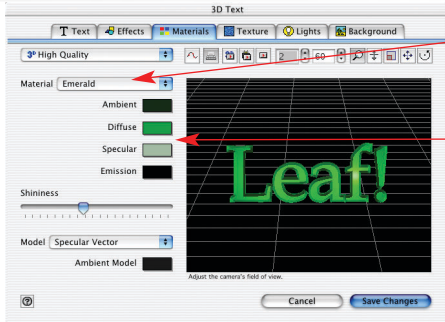 3D Text
T Text Effects Materials Texture Lights Background
3D High Quality
2 60
Material Emerald
Ambient
Diffuse
Specular
Emission
Leaf!
Shininess
Model Specular Vector
Ambient Model
Adjust the camera's field of view.
? Cancel Save Changes